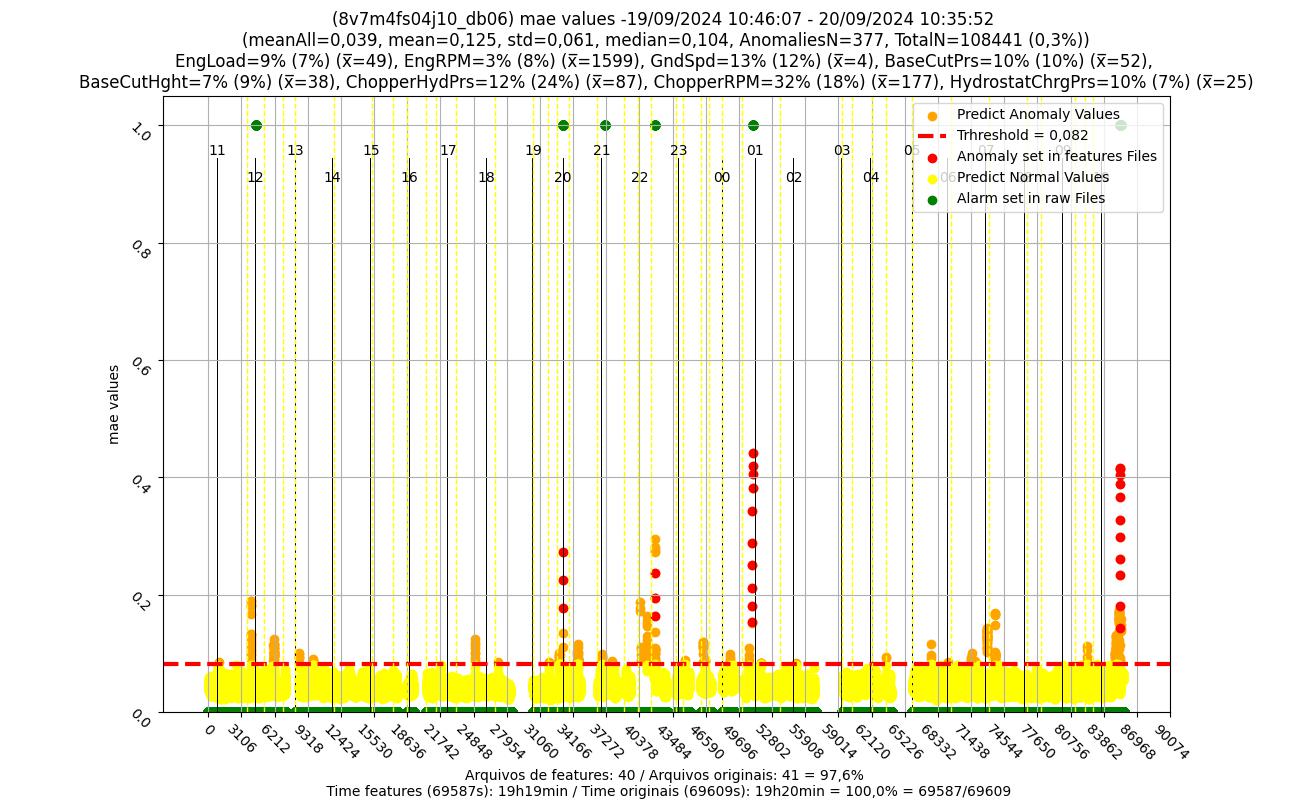 (8v7m4fs04j10_db06) mae values -19/09/2024 10:46:07 - 20/09/2024 10:35:52
(meanAll=0,039, mean=0,125, std=0,061, median=0,104, AnomaliesN=377, TotalN=108441 (0,3%))
EngLoad=9% (7%) (x̅=49), EngRPM=3% (8%) (x̅=1599), GndSpd=13% (12%) (x̅=4), BaseCutPrs=10% (10%) (x̅=52),
BaseCutHght=7% (9%) (x̅=38), ChopperHydPrs=12% (24%) (x̅=87), ChopperRPM=32% (18%) (x̅=177), HydrostatChrgPrs=10% (7%) (x̅=25)
Predict Anomaly Values
Trhreshold = 0,082
Anomaly set in features Files
Predict Normal Values
Alarm set in raw Files
11 13 15 17 19 21 23 01 03 05 07 09
12 14 16 18 20 22 00 02 04 06
mae values
1.0
0.8
0.6
0.4
0.2
0.0
0 3106 6212 9318 12424 15530 18636 21742 24848 27954 31060 34166 37272 40378 43484 46590 49696 52802 55908 59014 62120 65226 68332 71438 74544 77650 80756 83862 86968 90074
Arquivos de features: 40 / Arquivos originais: 41 = 97,6%
Time features (69587s): 19h19min / Time originais (69609s): 19h20min = 100,0% = 69587/69609